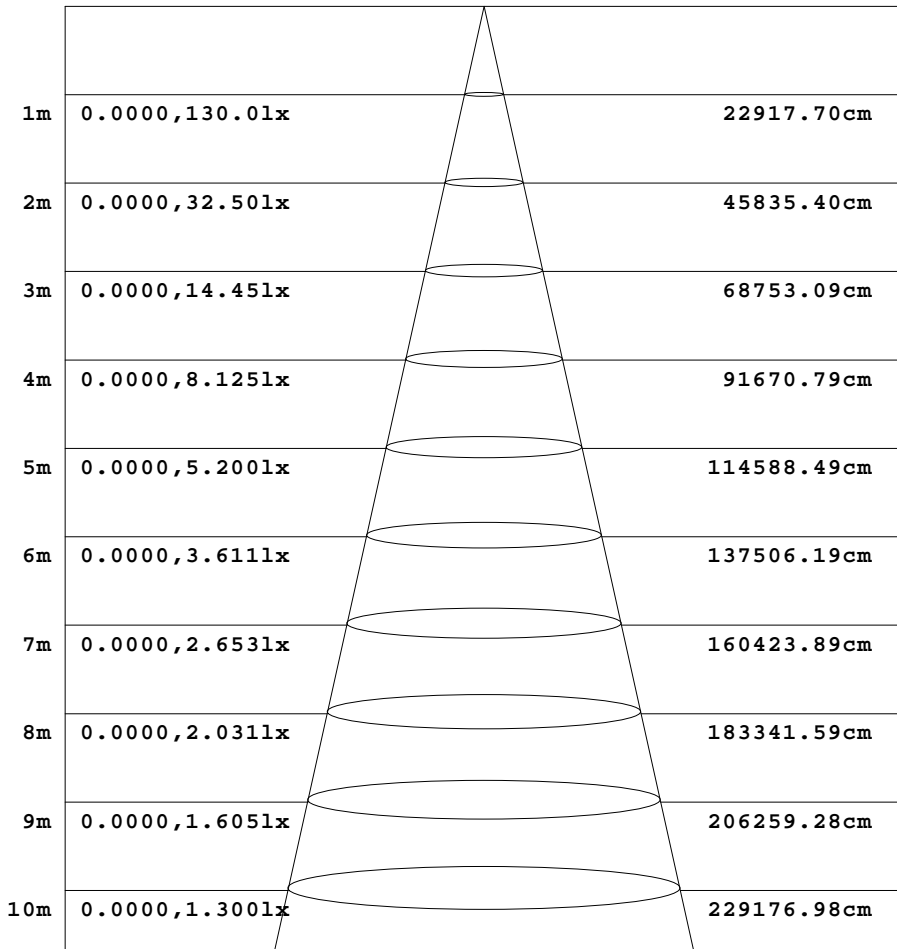 1m 0.0000,130.0lx 22917.70cm
2m 0.0000,32.50lx 45835.40cm
3m 0.0000,14.45lx 68753.09cm
4m 0.0000,8.125lx 91670.79cm
5m 0.0000,5.200lx 114588.49cm
6m 0.0000,3.611lx 137506.19cm
7m 0.0000,2.653lx 160423.89cm
8m 0.0000,2.031lx 183341.59cm
9m 0.0000,1.605lx 206259.28cm
10m 0.0000,1.300lx 229176.98cm